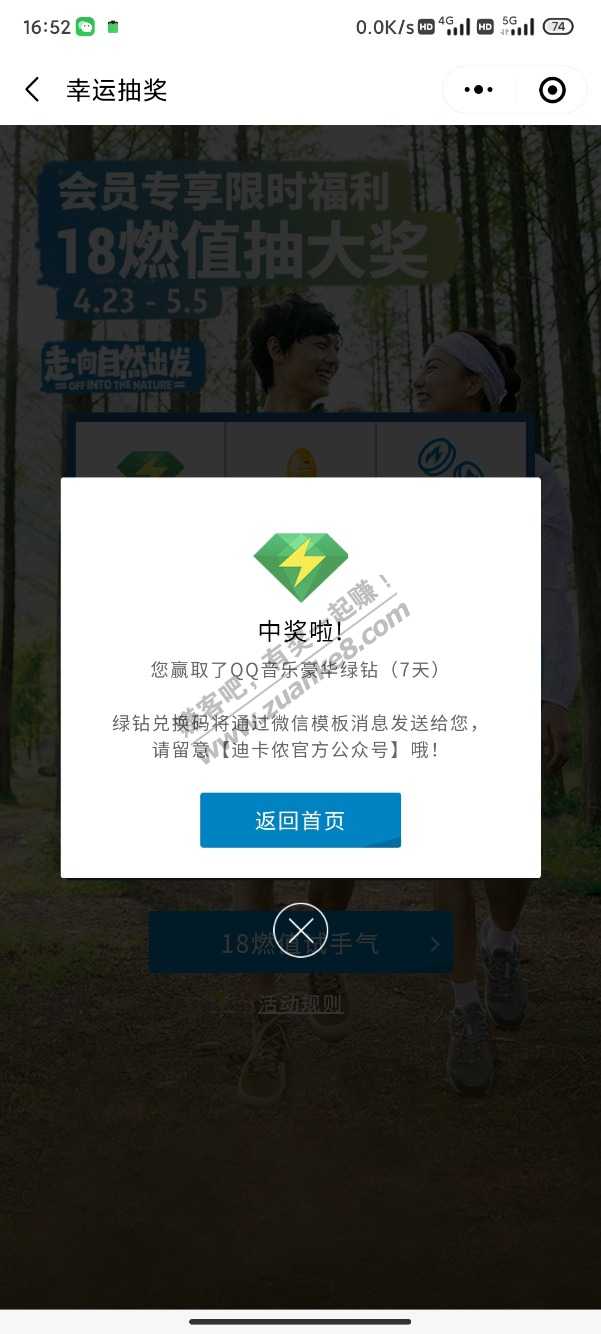 16:52
0.0K/s HD 4G HD 5G 74
幸运抽奖
会员专享限时福利
18燃值抽大奖
4.23 - 5.5
走·向自然出发
OFF INTO THE NATURE
中奖啦!
您赢取了QQ音乐豪华绿钻（7天）
绿钻兑换码将通过微信模板消息发送给您，
请留意【迪卡侬官方公众号】哦！
赚客吧，有奖一起赚！
www.zuanke8.com
返回首页
18燃值试手气
活动规则